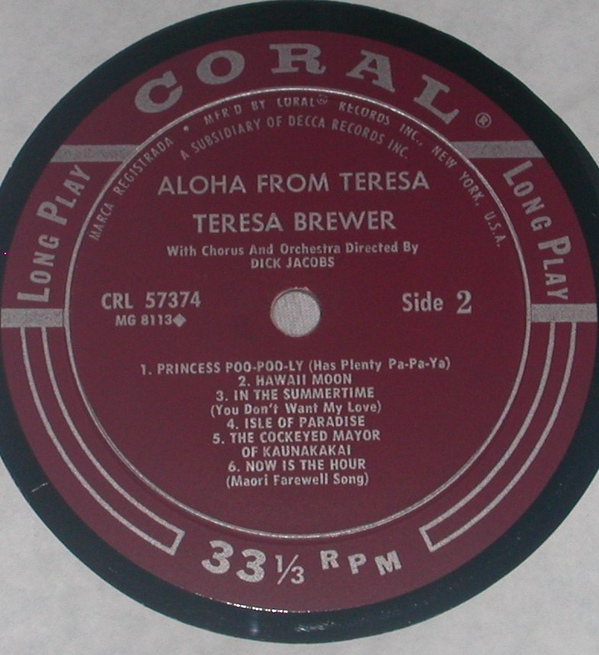 CORAL®
MARCA REGISTRADA • MFR'D BY CORAL® RECORDS INC., NEW YORK, U.S.A.
A SUBSIDIARY OF DECCA RECORDS INC.
LONG PLAY
LONG PLAY
ALOHA FROM TERESA
TERESA BREWER
With Chorus And Orchestra Directed By
DICK JACOBS
CRL 57374
MG 8113◆
Side 2
1. PRINCESS POO-POO-LY (Has Plenty Pa-Pa-Ya)
2. HAWAII MOON
3. IN THE SUMMERTIME
(You Don't Want My Love)
4. ISLE OF PARADISE
5. THE COCKEYED MAYOR
OF KAUNAKAKAI
6. NOW IS THE HOUR
(Maori Farewell Song)
33 1/3 RPM